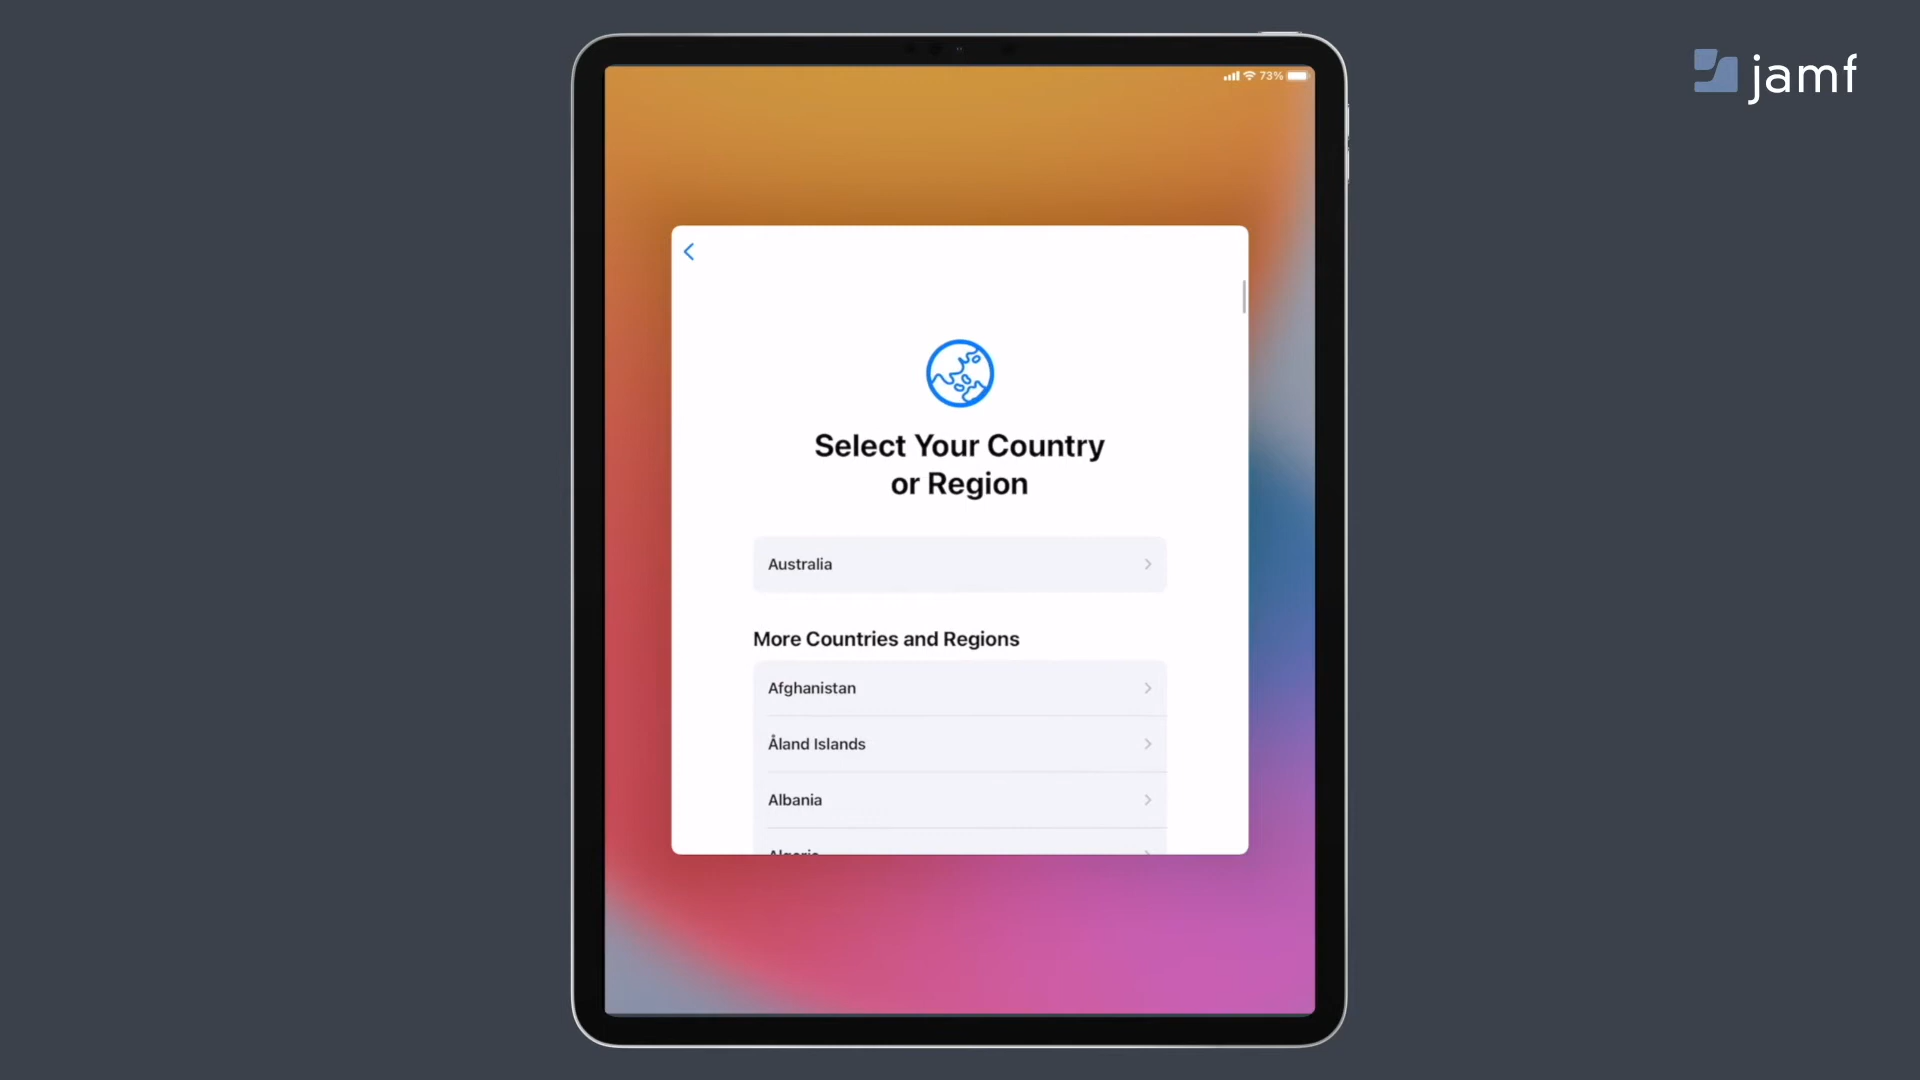 jamf
73%
Select Your Country
or Region
Australia
More Countries and Regions
Afghanistan
Åland Islands
Albania